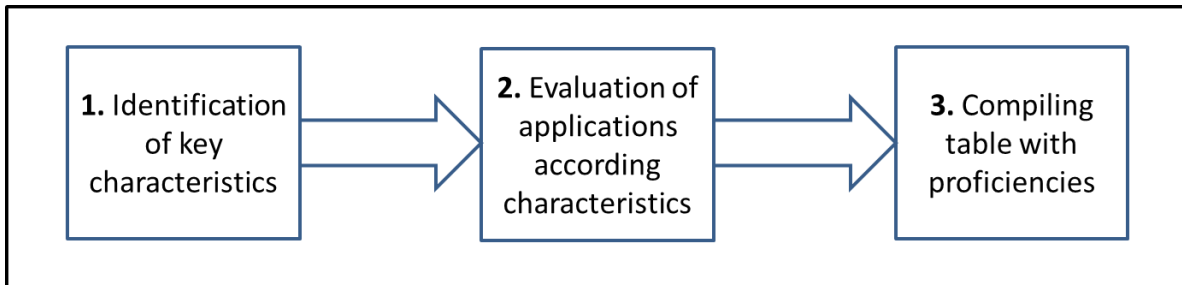 1. Identification
of key
characteristics
2. Evaluation of
applications
according
characteristics
3. Compiling
table with
proficiencies